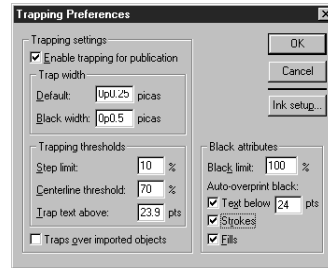 Trapping Preferences
Trapping settings
Enable trapping for publication
Trap width
Default: 0p0.25 picas
Black width: 0p0.5 picas
Trapping thresholds
Step limit: 10 %
Centerline threshold: 70 %
Trap text above: 23.9 pts
Traps over imported objects
OK
Cancel
Ink setup...
Black attributes
Black limit: 100 %
Auto-overprint black:
Text below 24 pts
Strokes
Fills